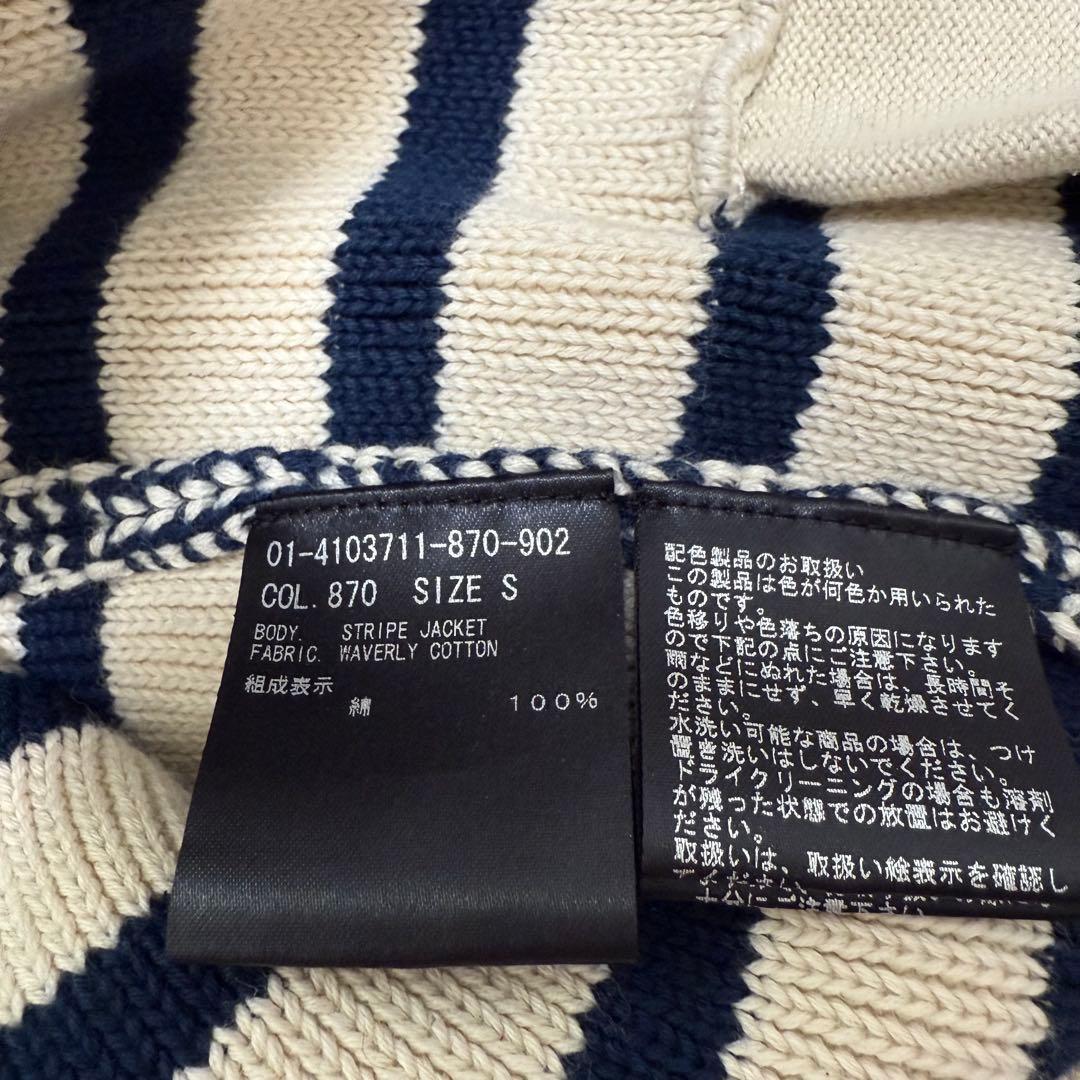 01-4103711-870-902
COL. 870 SIZE S
BODY. STRIPE JACKET
FABRIC. WAVERLY COTTON
組成表示
綿 100%
配色製品のお取扱い
この製品は色が何色か用いられた
ものです。
色移りや色落ちの原因になります
ので下記の点にご注意下さい。
雨などにぬれた場合は、長時間そ
のままにせず、早く乾燥させてく
ださい。
水洗い可能な商品の場合は、つけ
置き洗いはしないでください。
ドライクリーニングの場合も溶剤
が残った状態での放置はお避けく
ださい。
取扱いは、取扱い絵表示を確認し